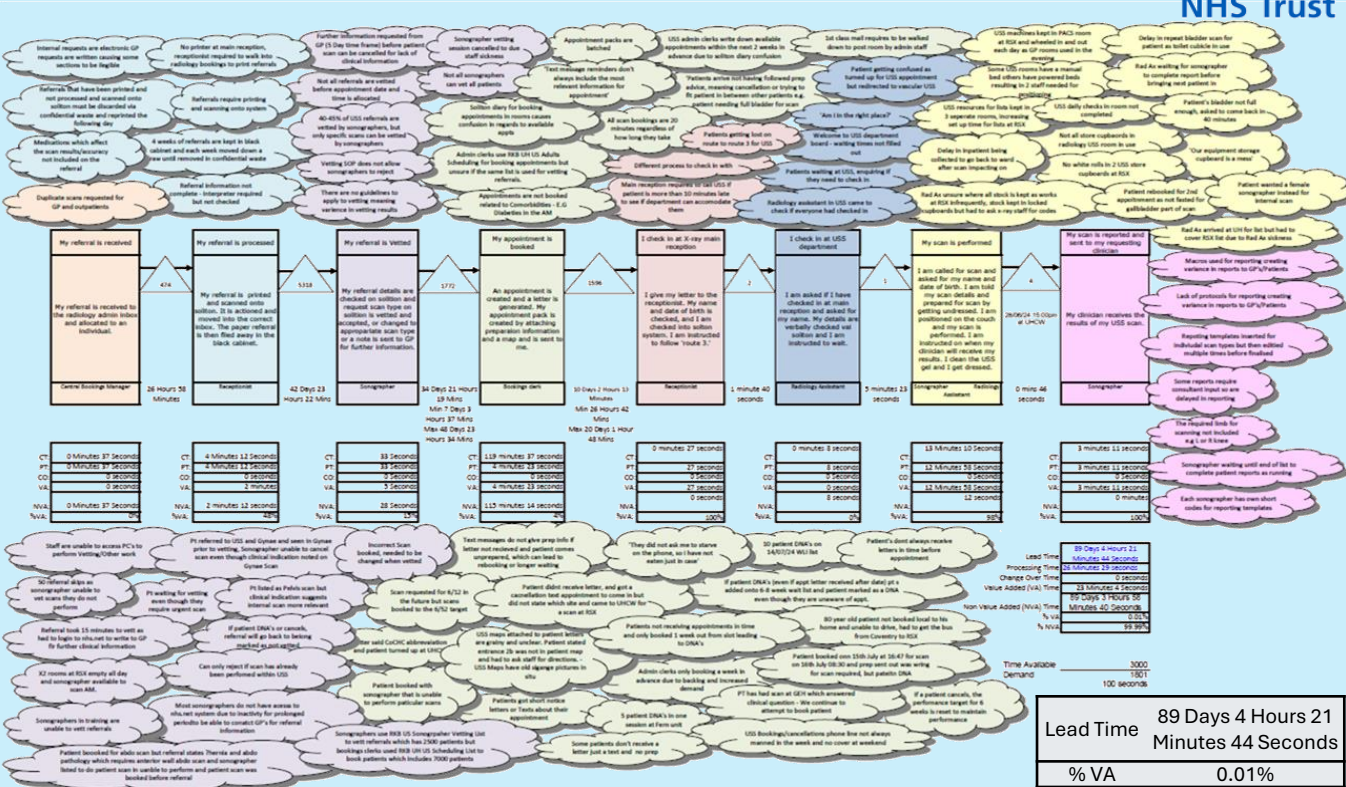 NHS Trust
Internal requests are electronic GP
requests are written causing some
sections to be illegible
No printer at main reception,
receptionist required to walk into
radiology bookings to print referrals
Further information requested from
GP (5 Day time frame) before patient
scan can be cancelled for lack of
clinical information
Sonographer vetting
session cancelled due to
staff sickness
Appointment packs are
batched
USS admin clerks write down available
appointments within the next 2 weeks in
advance due to soliton diary confusion
1st class mail requires to be walked
down to post room by admin staff
USS machines kept in PACS room
at RSX and wheeled in and out
each day as GP rooms used in the
evening
Delay in repeat bladder scan for
patient as toilet cubicle in use
Referrals that have been printed and
not processed and scanned onto
soliton must be discarded via
confidential waste and reprinted the
following day
Referrals require printing
and scanning onto system
Not all referrals are vetted
before appointment date and
time is allocated
Not all sonographers
can vet all patients
Text message reminders don't
always include the most
relevant information for
appointment'
'Patients arrive not having followed prep
advice, meaning cancellation or trying to
fit patient in between other patients e.g.
patient needing full bladder for scan
Patient getting confused as
turned up for USS appointment
but redirected to vascular USS
Some USS rooms have a manual
bed others have powered beds
resulting in 2 staff needed for
Rad Ax waiting for sonographer
to complete report before
bringing next patient in
Medications which affect
the scan results/accuracy
not included on the
referral
4 weeks of referrals are kept in black
cabinet and each week moved down a
row until removed in confidential waste
40-45% of USS referrals are
vetted by sonographers, but
only specific scans can be vetted
by sonographers
Soliton diary for booking
appointments in rooms causes
confusion in regards to available
appts
All scan bookings are 20
minutes regardless of
how long they take
Patients getting lost on
route to route 3 for USS
'Am I in the right place?'
Welcome to USS department
board - waiting times not filled
out
USS resources for lists kept in
3 seperate rooms, increasing
set up time for lists at RSX
USS daily checks in room not
completed
Patient's bladder not full
enough, asked to come back in
40 minutes
Duplicate scans requested for
GP and outpatients
Referral Information not
complete - Interpreter required
but not checked
Vetting SOP does not allow
sonographers to reject
There are no guidelines to
apply to vetting meaning
varience in vetting results
Admin clerks use RKB UH US Adults
Scheduling for booking appointments but
unsure if the same list is used for vetting
referrals.
Appointments are not booked
related to Comorbidities - E.G
Diabetics in the AM
Different process to check in with
Main reception required to call USS if
patient is more than 10 minutes late
to see if department can accomodate
them
Patients waiting at USS, enquiring if
they need to check in
Radiology assistant in USS came to
check if everyone had checked in
Delay in inpatient being
collected to go back to ward
after scan impacting on
Not all store cupboards in
radiology USS room in use
No white rolls in 2 USS store
cupboards at RSX
'Our equipment storage
cupboard is a mess'
Rad Ax unsure where all stock is kept as works
at RSX infrequently, stock kept in locked
cupboards but had to ask x-ray staff for codes
Patient rebooked for 2nd
appointment as not fasted for
gallbladder part of scan
Patient wanted a female
sonographer instead for
internal scan
My referral is received
My referral is received to
the radiology admin inbox
and allocated to an
individual.
Central Bookings Manager
474
26 Hours 58
Minutes
My referral is processed
My referral is printed
and scanned onto
soliton. It is actioned and
moved into the correct
inbox. The paper referral
is then filed away in the
black cabinet.
Receptionist
5318
42 Days 23
Hours 22 Mins
My referral is Vetted
My referral details are
checked on soliton and
request scan type on
soliton is vetted and
accepted, or changed to
appropriate scan type
or a note is sent to GP
for further information.
Sonographer
1772
34 Days 21 Hours
19 Mins
Min 7 Days 3
Hours 37 Mins
Max 48 Days 23
Hours 34 Mins
My appointment is
booked
An appointment is
created and a letter is
generated. My
appointment pack is
created by attaching
preparation information
and a map and is sent to
me.
Bookings clerk
1596
10 Days 2 Hours 13
Minutes
Min 26 Hours 42
Mins
Max 20 Days 1 Hour
48 Mins
I check in at X-ray main
reception
I give my letter to the
receptionist. My name
and date of birth is
checked, and I am
checked into soliton
system. I am instructed
to follow 'route 3.'
Receptionist
2
1 minute 40
seconds
I check in at USS
department
I am asked if I have
checked in at main
reception and asked
for my name. My details are
verbally checked vai
soliton and I am
instructed to wait.
Radiology Assistant
5 minutes 23
seconds
My scan is performed
I am called for scan and
asked for my name and
date of birth. I am told
my scan details and
prepared for scan by
getting undressed. I am
positioned on the couch
and my scan is
performed. I am
instructed on when my
clinician will receive my
results. I clean the USS
gel and I get dressed.
Sonographer Radiology
Assistant
4
0 mins 46
seconds
My scan is reported and
sent to my requesting
clinician
My clinician receives the
results of my USS scan.
Sonographer
Rad Ax arrived at UH for list but had to
cover RSX list due to Rad Ax sickness
Macros used for reporting creating
variance in reports to GP's/Patients
Lack of protocols for reporting creating
variance in reports to GP's/Patients
Repoting templates inserted for
individual scan types but then editied
multiple times before finalised
Some reports require
consultant input so are
delayed in reporting
The required limb for
scanning not included
Sonographer waiting until end of list to
complete patient reports as running
Each sonographer has own short
codes for reporting templates
CT: 0 Minutes 37 Seconds
PT: 0 Minutes 37 Seconds
CO: 0 seconds
VA: 0 seconds
NVA: 0 Minutes 37 Seconds
%VA: 0%
CT: 4 Minutes 12 Seconds
PT: 4 Minutes 12 Seconds
CO: 0 seconds
VA: 2 minutes
NVA: 2 minutes 12 seconds
%VA: 48%
CT: 33 Seconds
PT: 33 Seconds
CO: 0 seconds
VA: 5 Seconds
NVA: 28 Seconds
%VA: 15%
CT: 119 minutes 37 seconds
PT: 4 minutes 23 seconds
CO: 0 seconds
VA: 4 minutes 23 seconds
NVA: 115 minutes 14 seconds
%VA: 4%
CT: 0 minutes 27 seconds
PT: 27 seconds
CO: 0 seconds
VA: 27 seconds
NVA: 0 seconds
%VA: 100%
CT: 0 minutes 8 seconds
PT: 8 seconds
CO: 0 seconds
VA: 0 seconds
NVA: 8 seconds
%VA: 0%
CT: 13 Minutes 10 Seconds
PT: 12 Minutes 58 Seconds
CO: 0 seconds
VA: 12 Minutes 58 Seconds
NVA: 12 seconds
%VA: 98%
CT: 3 minutes 11 seconds
PT: 3 minutes 11 seconds
CO: 0 seconds
VA: 3 minutes 11 seconds
NVA: 0 minutes
%VA: 100%
Staff are unable to access PC's to
perform Vetting/Other work
Pt referred to USS and Gynae and seen in Gynae
prior to vetting, Sonographer unable to cancel
scan even though clinical indication noted on
Gynae Scan
Incorrect Scan
booked, needed to be
changed when vetted
Text messages do not give prep info if
letter not recieved and patient comes
unprepared, which can lead to
rebooking or longer waiting
'They did not ask me to starve
on the phone, so I have not
eaten just in case'
10 patient DNA's on
14/07/24 WLI list
Patient's dont always receive
letters in time before
appointment
50 referral skips as
sonographer unable to
vet scans they do not
perform
Pt waiting for vetting
even though they
require urgent scan
Pt listed as Pelvis scan but
clinical indication suggests
internal scan more relevant
Scan requested for 6/12 in
the future but scans
booked to the 6/52 target
Patient didnt receive letter, and got a
cancellation text appointment to come in but
did not state which site and came to UHCW for
a scan at RSX
If patient DNA's (even if appt letter received after date) pt s
added onto 6-8 week wait list and patient marked as a DNA
even though they are unaware of appt.
Referral took 15 minutes to vett as
had to login to nhs.net to write to GP
fir further clinical information
If patient DNA's or cancels,
referral will go back to belong
marked as not vetted
and patient turned up at UHC
USS maps attached to patient letters
are grainy and unclear. Patient stated
entrance 2b was not in patient map
and had to ask staff for directions. -
USS Maps have old signage pictures in
situ
Patients not receiving appointments in time
and only booked 1 week out from slot leading
to DNA's
80 year old patient not booked local to his
home and unable to drive, had to get the bus
from Coventry to RSX
X2 rooms at RSX empty all day
and sonographer available to
scan AM.
Can only reject if scan has already
been perfomed within USS
Patient booked with
sonographer that is unable
to perform paticular scans
Admin clerks only booking a week in
advance due to backlog and increased
demand
Patient booked onn 15th July at 16:47 for scan
on 16th July 08:30 and prep sent out was wring
for scan required, but patietn DNA
Sonographers in training are
unable to vett referrals
Most sonographers do not have access to
nhs.net system due to inactivity for prolonged
periodto be able to conatct GP's for referral
information
Patients got short notice
letters or Texts about their
appointment
5 patient DNA's in one
session at Fern unit
PT has had scan at GEH which answered
clinical question - We continue to
attempt to book patient
If a patient cancels, the
perfomance target for 6
weeks is reset to maintain
performance
Patient boooked for abdo scan but referral states ?hernia and abdo
pathology which requires anterior wall abdo scan and sonographer
listed to do patient scan in uanble to perform and patient scan was
booked before referral
Sonographers use RKB US Sonograpaher Vetting List
to vett referrals which has 2500 patients but
bookings clerks used RKB UH US Scheduling List to
book patients which includes 7000 patients
Some patients don't receive a
letter just a text and no prep
USS Bookings/cancellations phone line not always
manned in the week and no cover at weekend
Lead Time 89 Days 4 Hours 21
Minutes 44 Seconds
Processing Time 26 Minutes 29 seconds
Change Over Time 0 seconds
Value Added (VA) Time 23 Minutes 4 Seconds
Non Value Added (NVA) Time 89 Days 3 Hours 58
Minutes 40 Seconds
% VA 0.01%
% NVA 99.99%
Time Available 3000
Demand 1801
100 seconds
Lead Time 89 Days 4 Hours 21
Minutes 44 Seconds
% VA 0.01%